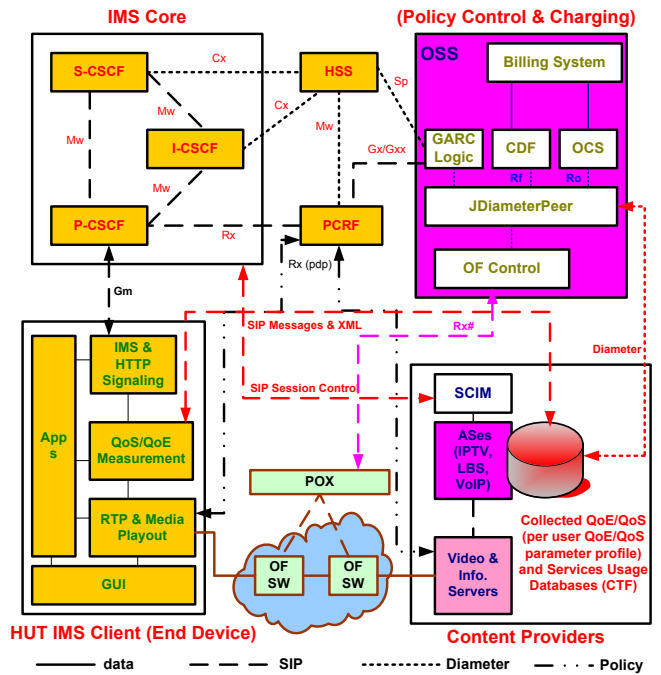 IMS Core
(Policy Control & Charging)
S-CSCF
Cx
HSS
OSS
Billing System
Sp
Cx
Mw
Mw
Mw
I-CSCF
Gx/Gxx
GARC
Logic
CDF
OCS
Rf
Ro
Mw
P-CSCF
Rx
PCRF
JDiameterPeer
Rx (pdp)
OF Control
Gm
SIP Messages & XML
Rx#
Diameter
IMS &
HTTP
Signaling
SIP Session Control
SCIM
App
s
QoS/QoE
Measurement
ASes
(IPTV,
LBS,
VoIP)
POX
RTP & Media
Playout
Collected QoE/QoS
(per user QoE/QoS
parameter profile)
and Services Usage
Databases (CTF)
OF
SW
OF
SW
Video &
Info.
Servers
GUI
HUT IMS Client (End Device)
Content Providers
data
SIP
Diameter
Policy